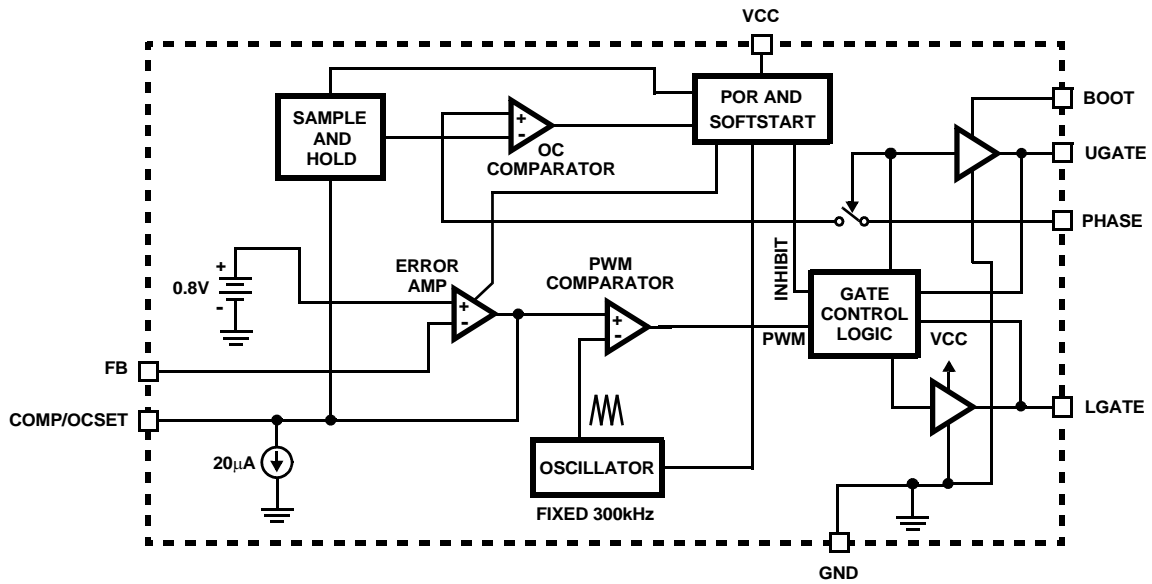 VCC
SAMPLE
AND
HOLD
+
-
OC
COMPARATOR
POR AND
SOFTSTART
BOOT
UGATE
PHASE
INHIBIT
+
0.8V
-
ERROR
AMP
+
-
PWM
COMPARATOR
+
-
GATE
CONTROL
LOGIC
PWM
VCC
FB
COMP/OCSET
LGATE
20µA
OSCILLATOR
FIXED 300kHz
GND